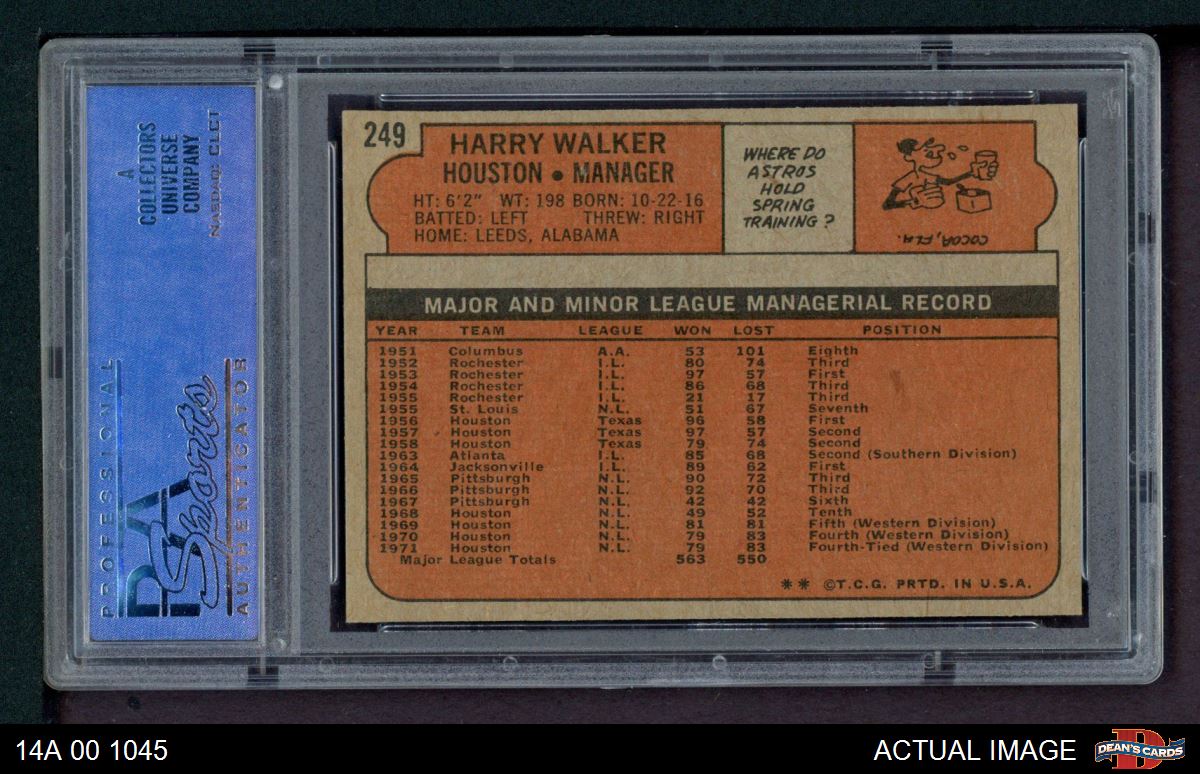 A
COLLECTORS
UNIVERSE
COMPANY
NASDAQ: CLCT
PROFESSIONAL
PSA
Sports
AUTHENTICATOR
249
HARRY WALKER
HOUSTON • MANAGER
HT: 6'2" WT: 198 BORN: 10-22-16
BATTED: LEFT THREW: RIGHT
HOME: LEEDS, ALABAMA
WHERE DO
ASTROS
HOLD
SPRING
TRAINING?
COCOA, FLA.
MAJOR AND MINOR LEAGUE MANAGERIAL RECORD
YEAR TEAM LEAGUE WON LOST POSITION
1951 Columbus A.A. 53 101 Eighth
1952 Rochester I.L. 80 74 Third
1953 Rochester I.L. 97 57 First
1954 Rochester I.L. 86 68 Third
1955 Rochester I.L. 21 17 Third
1955 St. Louis N.L. 51 67 Seventh
1956 Houston Texas 96 58 First
1957 Houston Texas 97 57 Second
1958 Houston Texas 79 74 Second
1963 Atlanta I.L. 85 68 Second (Southern Division)
1964 Jacksonville I.L. 89 62 First
1965 Pittsburgh N.L. 90 72 Third
1966 Pittsburgh N.L. 92 70 Third
1967 Pittsburgh N.L. 42 42 Sixth
1968 Houston N.L. 49 52 Tenth
1969 Houston N.L. 81 81 Fifth (Western Division)
1970 Houston N.L. 79 83 Fourth (Western Division)
1971 Houston N.L. 79 83 Fourth-Tied (Western Division)
Major League Totals 563 550
** ©T.C.G. PRTD. IN U.S.A.
14A 00 1045
ACTUAL IMAGE
DEAN'S CARDS